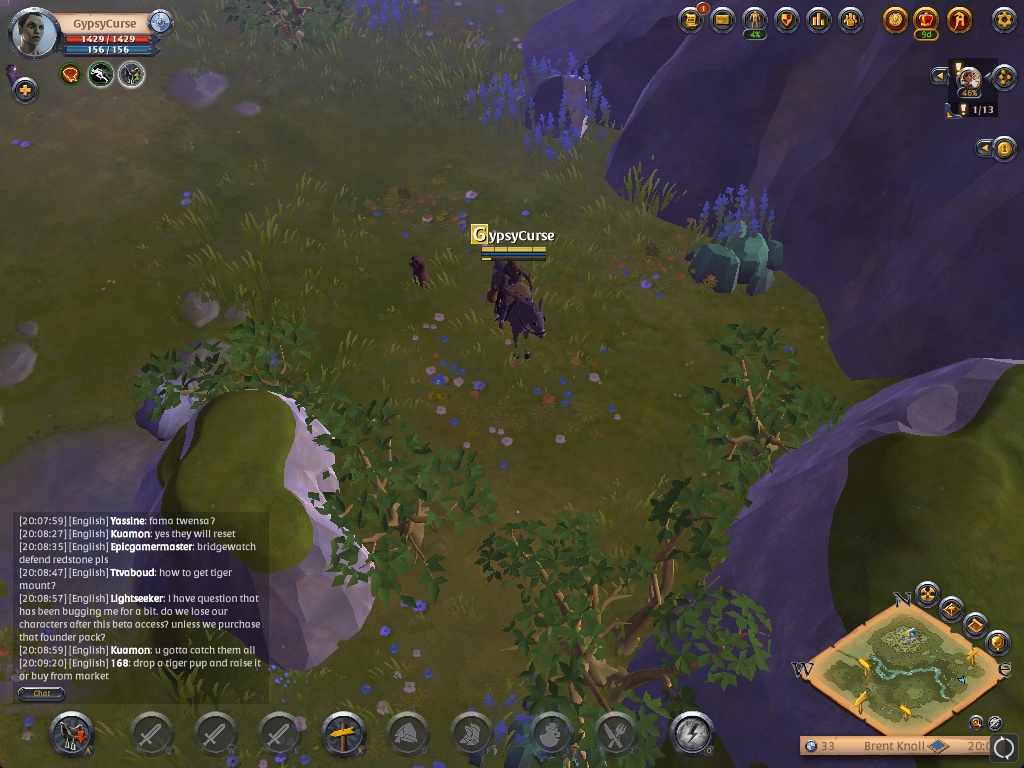 GypsyCurse
1429 / 1429
156 / 156
1
4%
9d
46%
1/13
1
GypsyCurse
[20:07:59] [English] Yassine: fama twensa?
[20:08:27] [English] Kuamon: yes they will reset
[20:08:35] [English] Epicgamermaster: bridgewatch
defend redstone pls
[20:08:47] [English] Ttvaboud: how to get tiger
mount?
[20:08:57] [English] Lightseeker: I have question that
has been bugging me for a bit. do we lose our
characters after this beta access? unless we purchase
that founder pack?
[20:08:59] [English] Kuamon: u gotta catch them all
[20:09:20] [English] 168: drop a tiger pup and raise it
or buy from market
Chat
N
W
E
A
Q
W
E
R
D
O
33
Brent Knoll
20:0